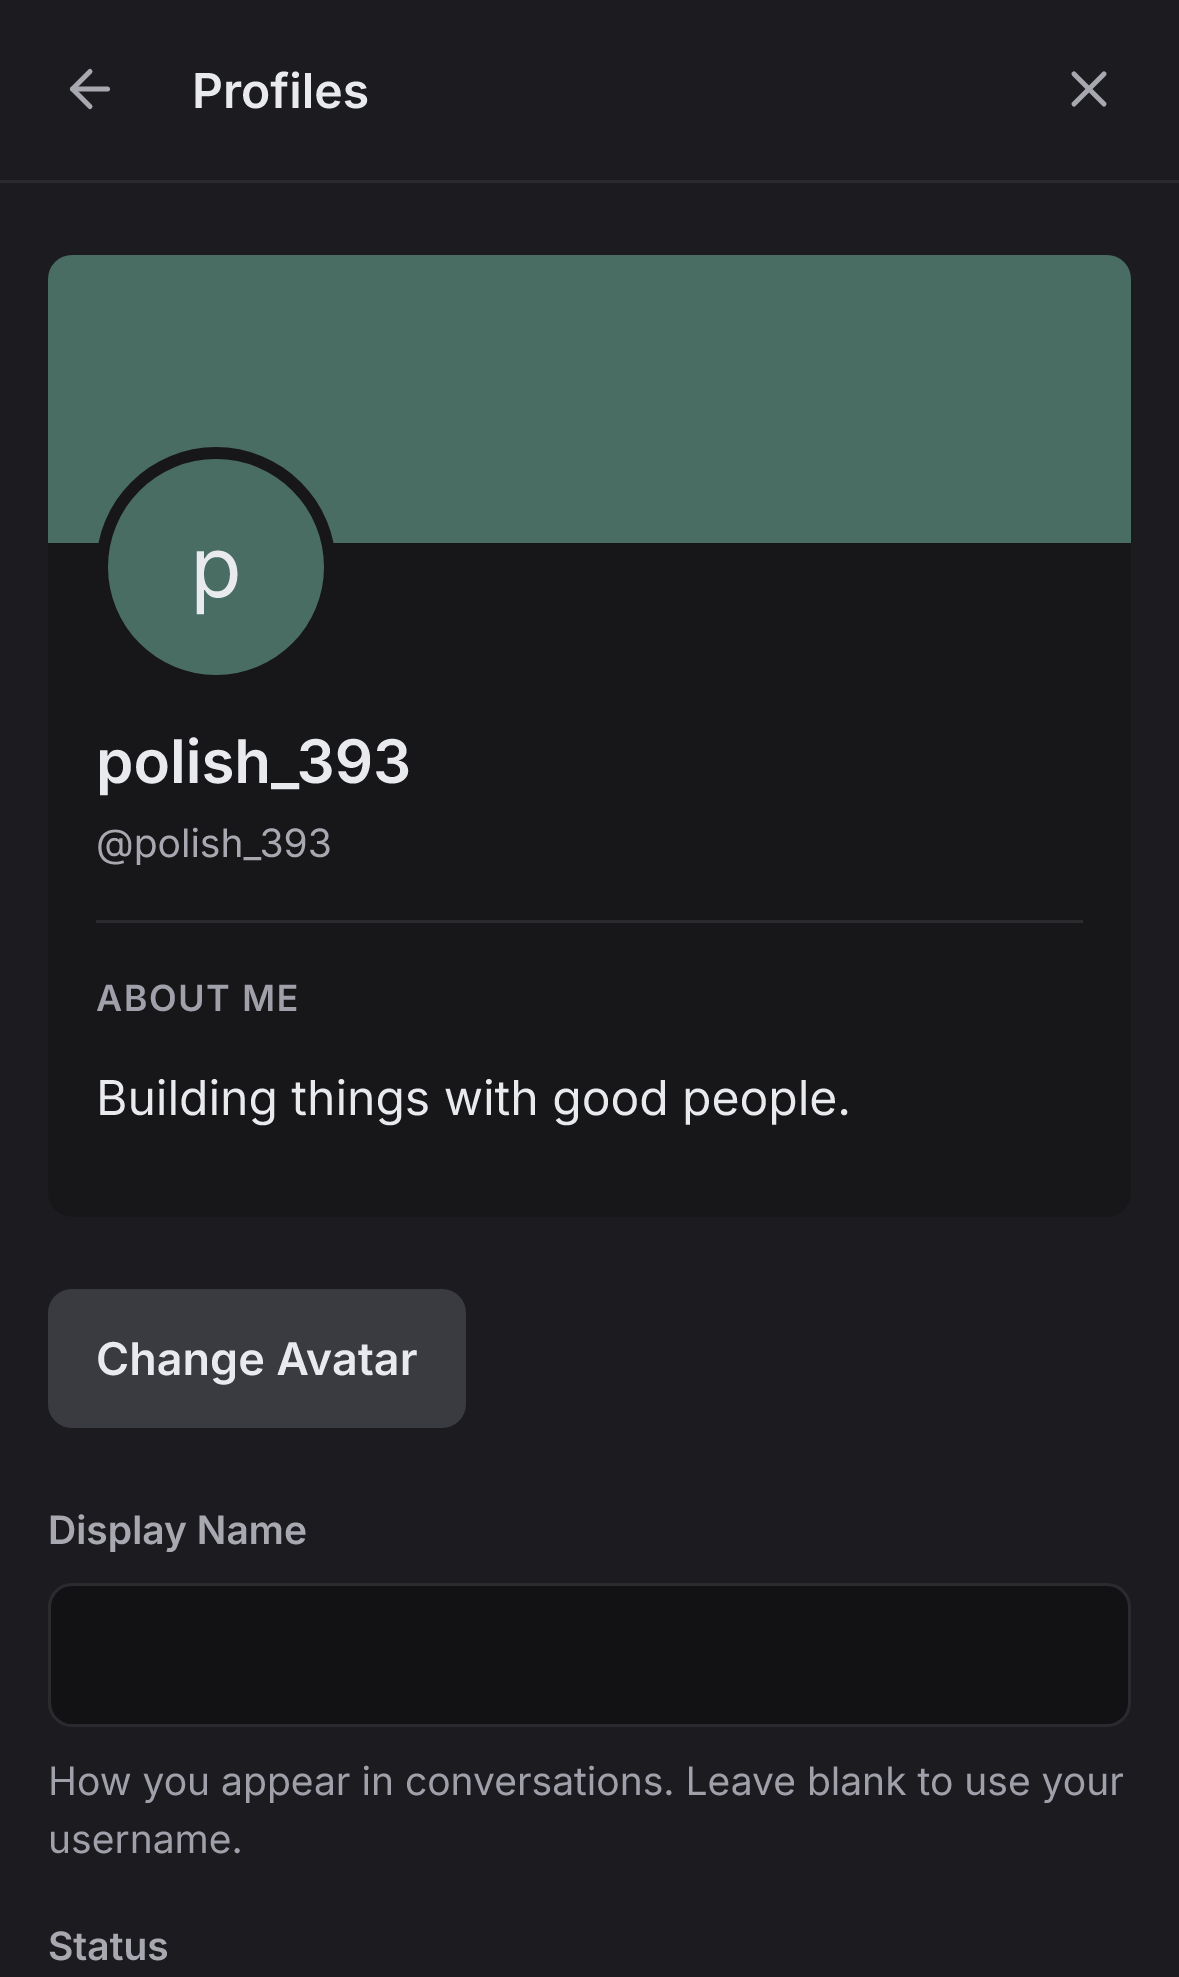 Profiles
p
polish_393
@polish_393
ABOUT ME
Building things with good people.
Change Avatar
Display Name
How you appear in conversations. Leave blank to use your
username.
Status